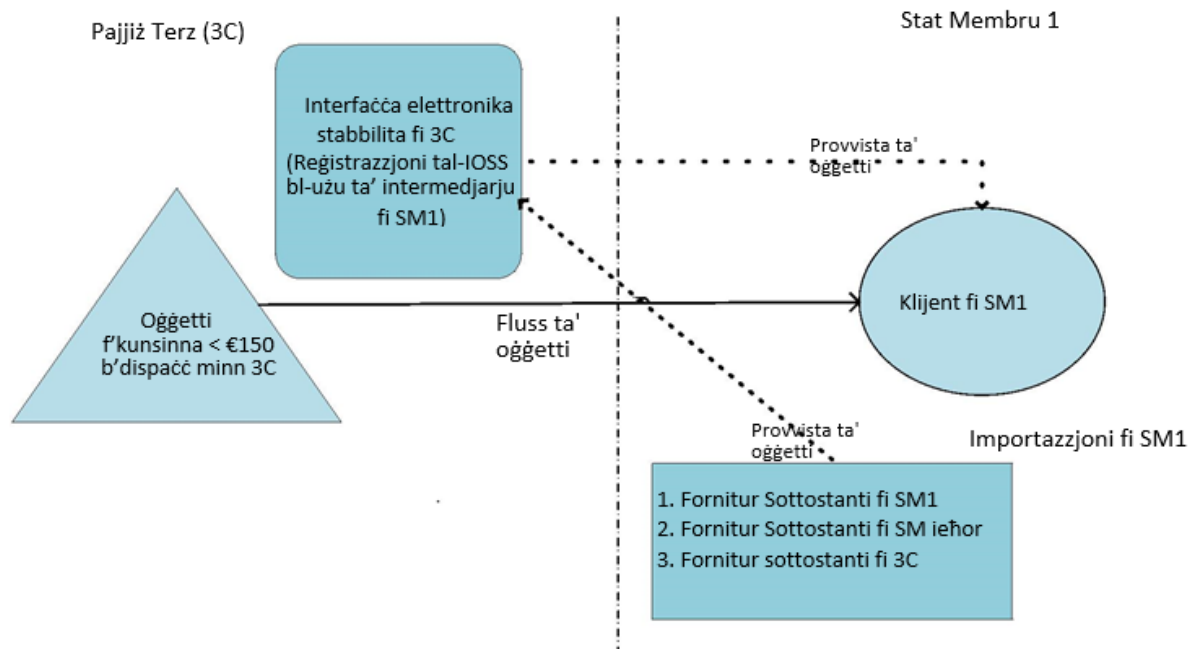 Pajjiż Terz (3C)
Stat Membru 1
Interfaċċa elettronika
stabbilita fi 3C
(Reġistrazzjoni tal-IOSS
bl-użu ta’ intermedjarju
fi SM1)
Provvista ta'
oġġetti
Oġġetti
f’kunsinna < €150
b’dispaċċ minn 3C
Fluss ta'
oġġetti
Klijent fi SM1
Provvista ta'
oġġetti
Importazzjoni fi SM1
1. Fornitur Sottostanti fi SM1
2. Fornitur Sottostanti fi SM ieħor
3. Fornitur sottostanti fi 3C